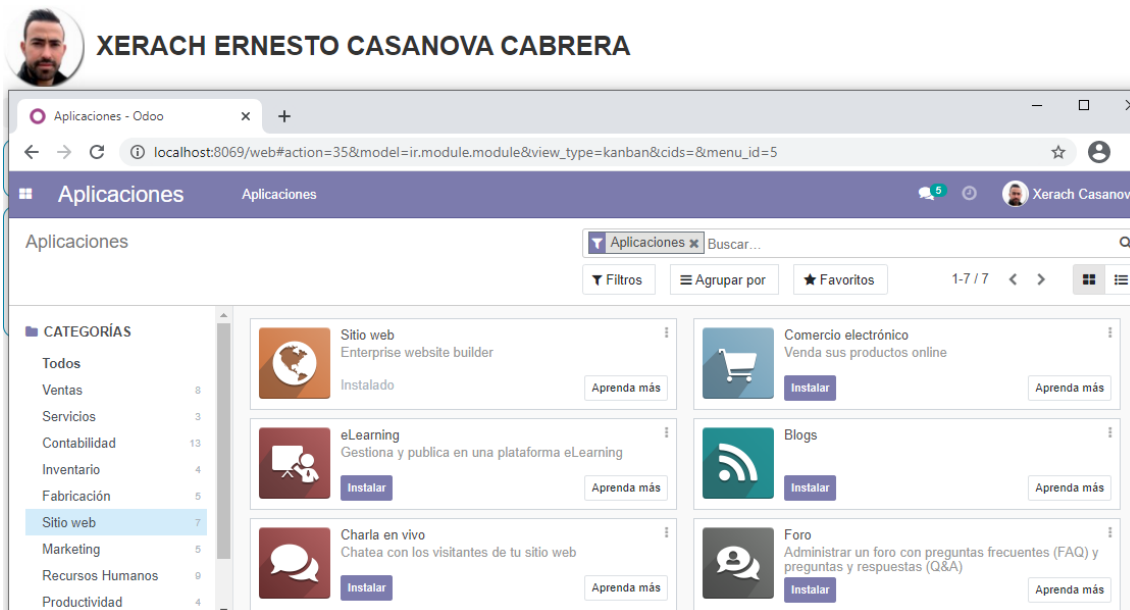 XERACH ERNESTO CASANOVA CABRERA
Aplicaciones - Odoo
localhost:8069/web#action=35&model=ir.module.module&view_type=kanban&cids=&menu_id=5
Aplicaciones
Aplicaciones
5
Xerach Casanov
Aplicaciones
Aplicaciones
Buscar...
Filtros
Agrupar por
Favoritos
1-7 / 7
CATEGORÍAS
Todos
Ventas 8
Servicios 3
Contabilidad 13
Inventario 4
Fabricación 5
Sitio web 7
Marketing 5
Recursos Humanos 9
Productividad 4
Sitio web
Enterprise website builder
Instalado
Aprenda más
Comercio electrónico
Venda sus productos online
Instalar
Aprenda más
eLearning
Gestiona y publica en una plataforma eLearning
Instalar
Aprenda más
Blogs
Instalar
Aprenda más
Charla en vivo
Chatea con los visitantes de tu sitio web
Instalar
Aprenda más
Foro
Administrar un foro con preguntas frecuentes (FAQ) y
preguntas y respuestas (Q&A)
Instalar
Aprenda más